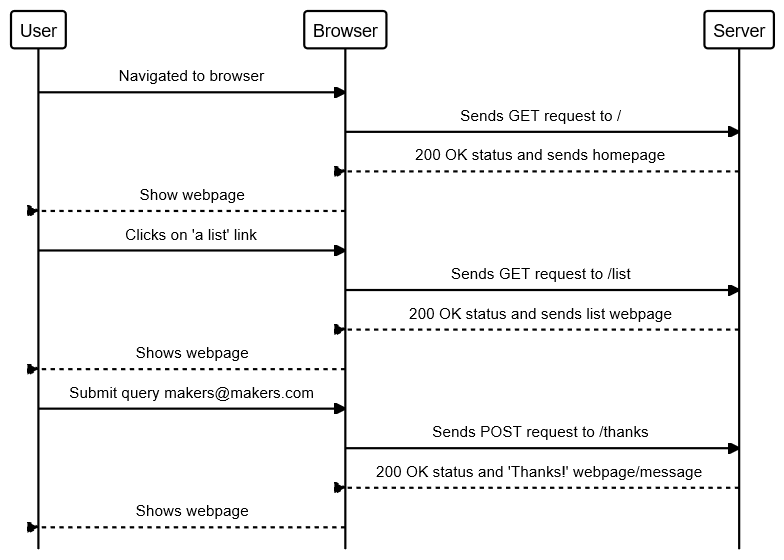 User
Browser
Server
Navigated to browser
Sends GET request to /
200 OK status and sends homepage
Show webpage
Clicks on 'a list' link
Sends GET request to /list
200 OK status and sends list webpage
Shows webpage
Submit query makers@makers.com
Sends POST request to /thanks
200 OK status and 'Thanks!' webpage/message
Shows webpage